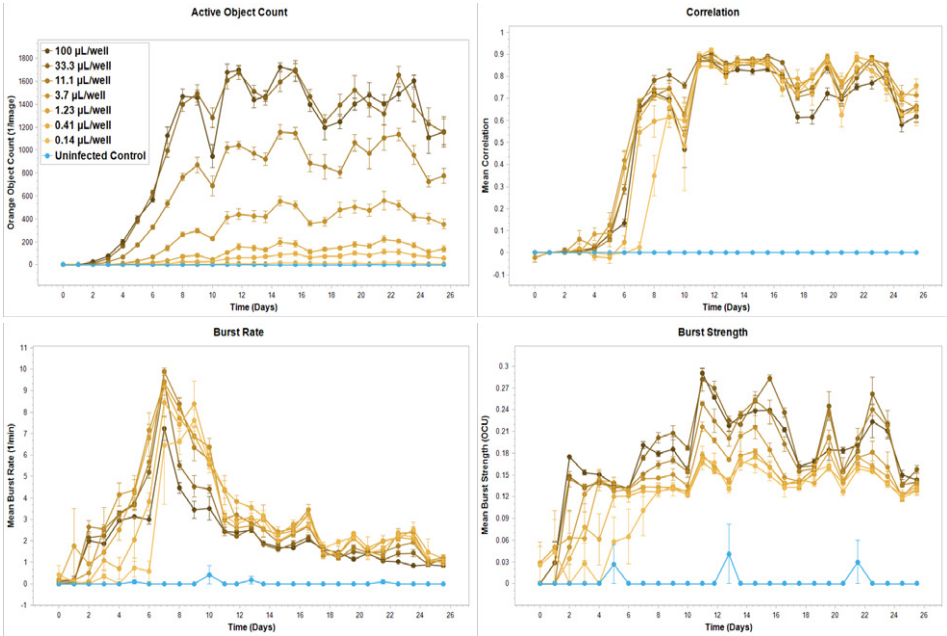 Active Object Count
Orange Object Count (1/Image)
1800
1600
1400
1200
1000
800
600
400
200
0
100 µL/well
33.3 µL/well
11.1 µL/well
3.7 µL/well
1.23 µL/well
0.41 µL/well
0.14 µL/well
Uninfected Control
0 2 4 6 8 10 12 14 16 18 20 22 24 26
Time (Days)
Correlation
Mean Correlation
1
0.9
0.8
0.7
0.6
0.5
0.4
0.3
0.2
0.1
0
-0.1
0 2 4 6 8 10 12 14 16 18 20 22 24 26
Time (Days)
Burst Rate
Mean Burst Rate (1/min)
11
10
9
8
7
6
5
4
3
2
1
0
-1
0 2 4 6 8 10 12 14 16 18 20 22 24 26
Time (Days)
Burst Strength
Mean Burst Strength (OCU)
0.3
0.27
0.24
0.21
0.18
0.15
0.12
0.09
0.06
0.03
0
0 2 4 6 8 10 12 14 16 18 20 22 24 26
Time (Days)